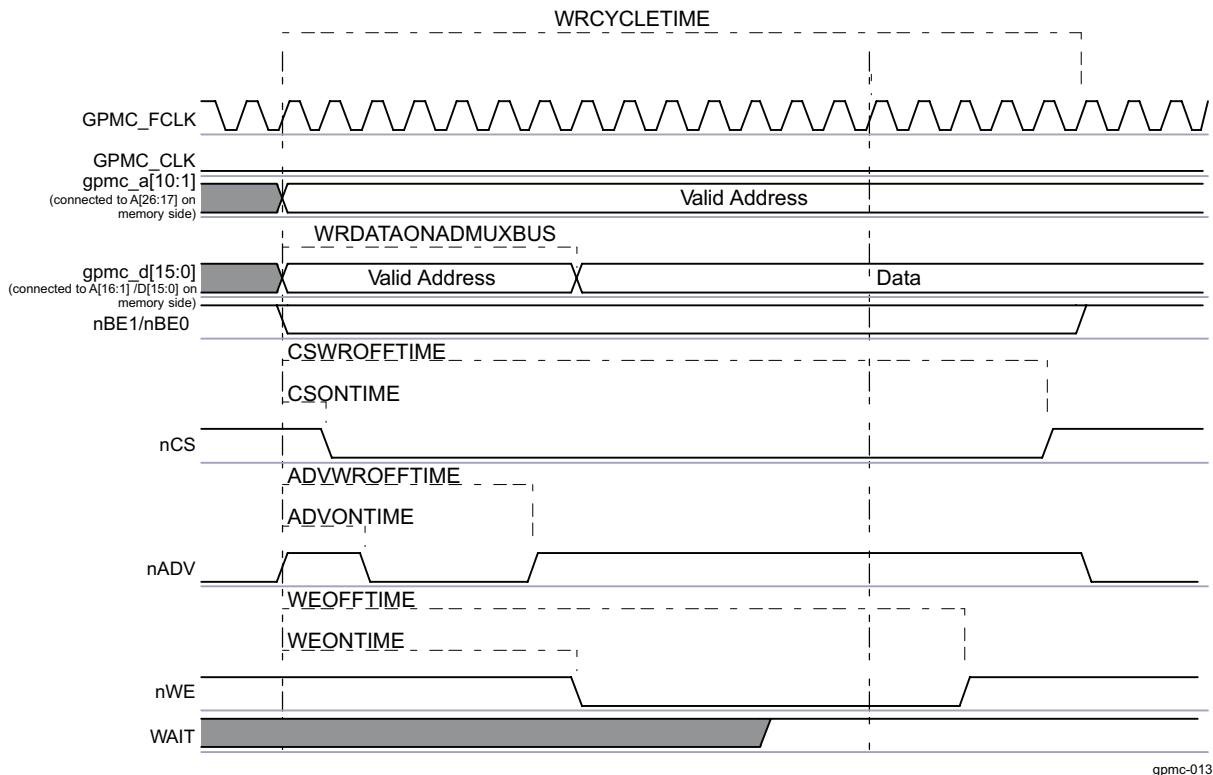 WRCYCLETIME
GPMC_FCLK
GPMC_CLK
gpmc_a[10:1]
(connected to A[26:17] on
memory side)
Valid Address
WRDATAONADMUXBUS
gpmc_d[15:0]
(connected to A[16:1] /D[15:0] on
memory side)
Valid Address
Data
nBE1/nBE0
CSWROFFTIME
CSONTIME
nCS
ADVWROFFTIME
ADVONTIME
nADV
WEOFFTIME
WEONTIME
nWE
WAIT
gpmc-013